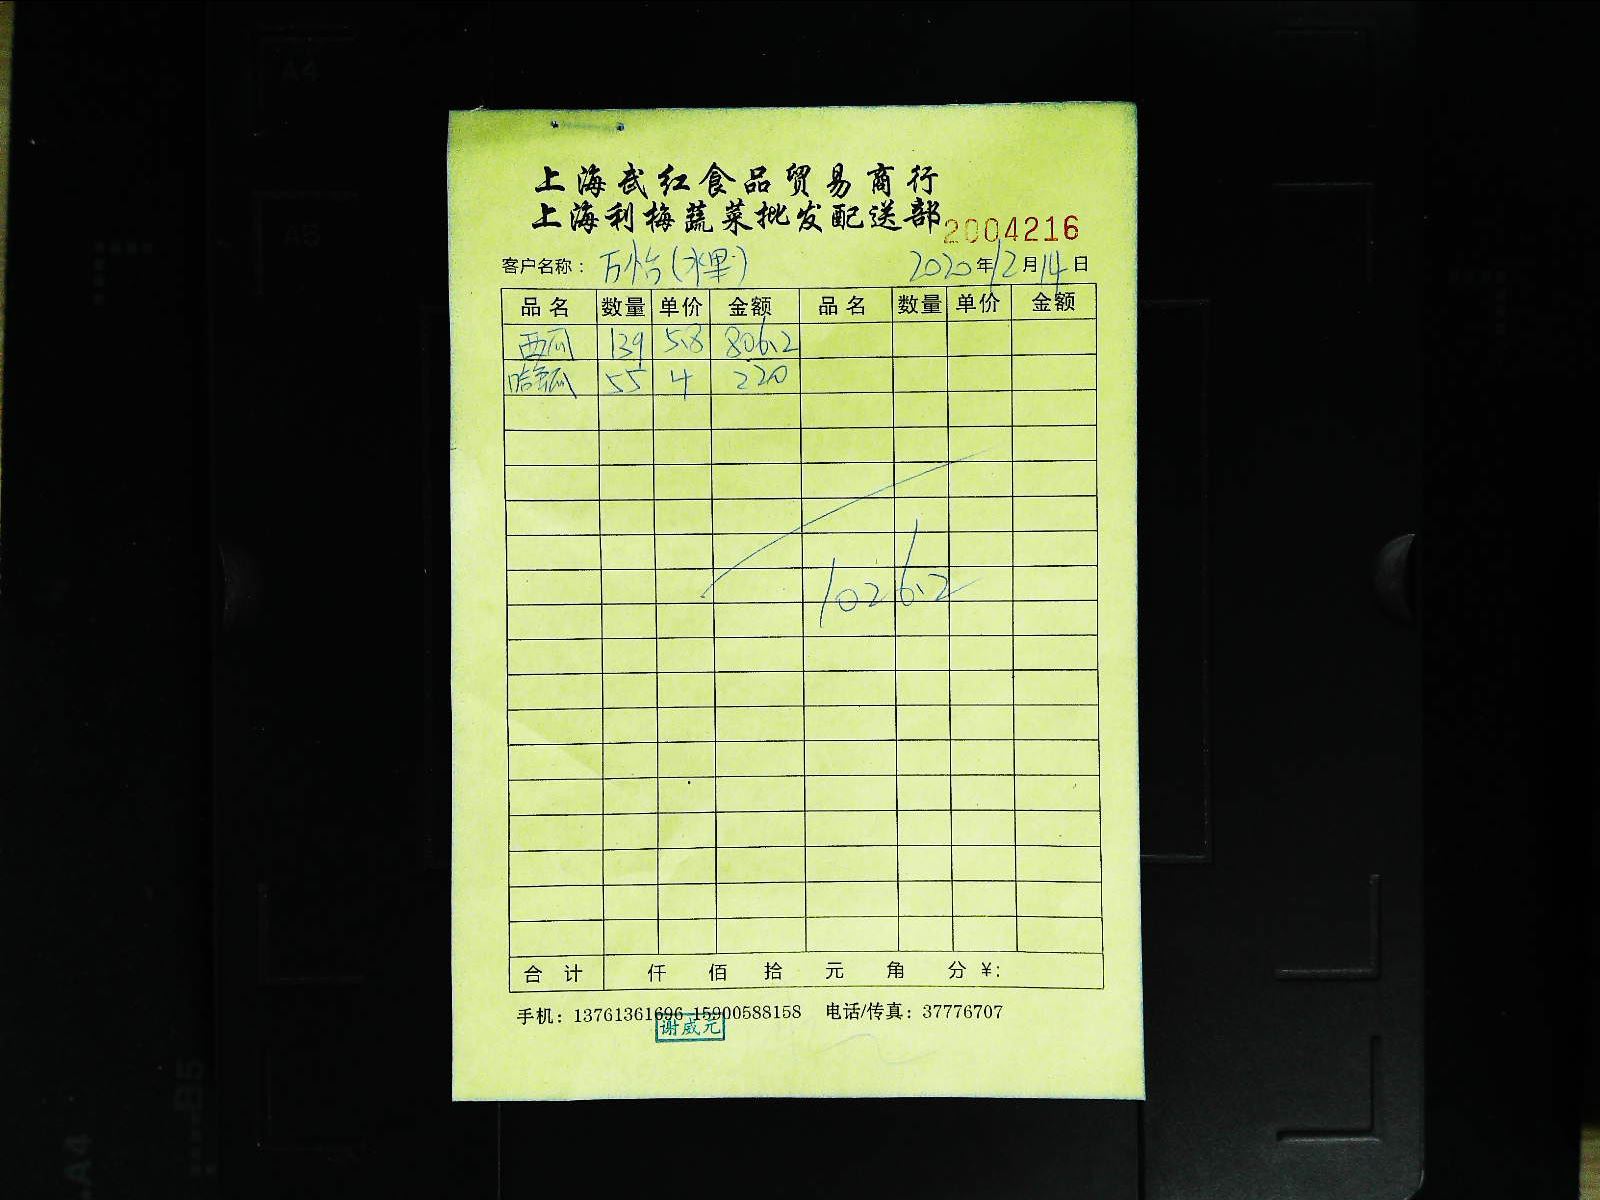 上海武红食品贸易商行
上海利梅蔬菜批发配送部 2004216
客户名称：万怡(水果) 2020年12月14日
品名 数量 单价 金额 品名 数量 单价 金额
西瓜 139 5.8 806.2
哈密瓜 55 4 220
1026.2
合计 仟 佰 拾 元 角 分 ¥:
手机：13761361696 15900588158 电话/传真：37776707
谢威元
A4
A5
A4
B5